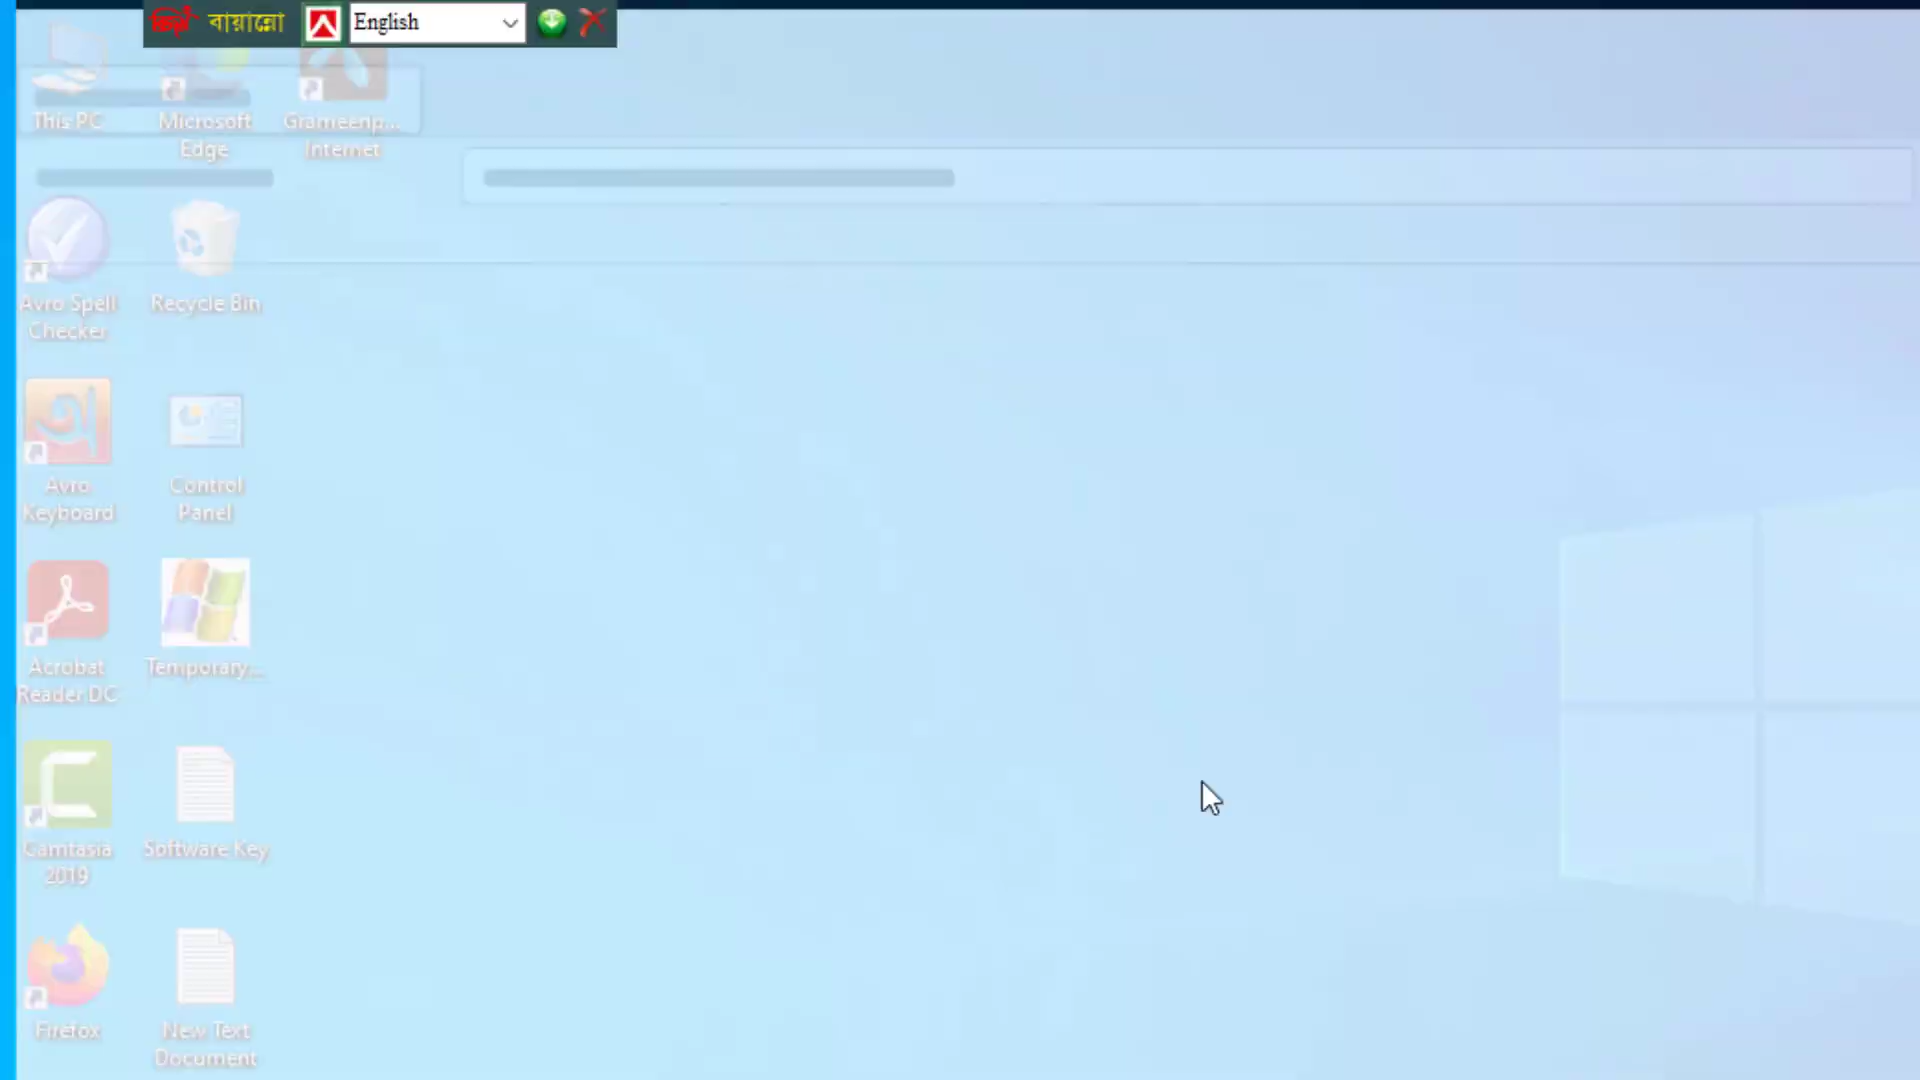 বিজয় বায়ান্নো English
This PC
Microsoft
Edge
Grameenp...
Internet
Avro Spell
Checker
Recycle Bin
Avro
Keyboard
Control
Panel
Acrobat
Reader DC
Temporary...
Camtasia
2019
Software Key
Firefox
New Text
Document